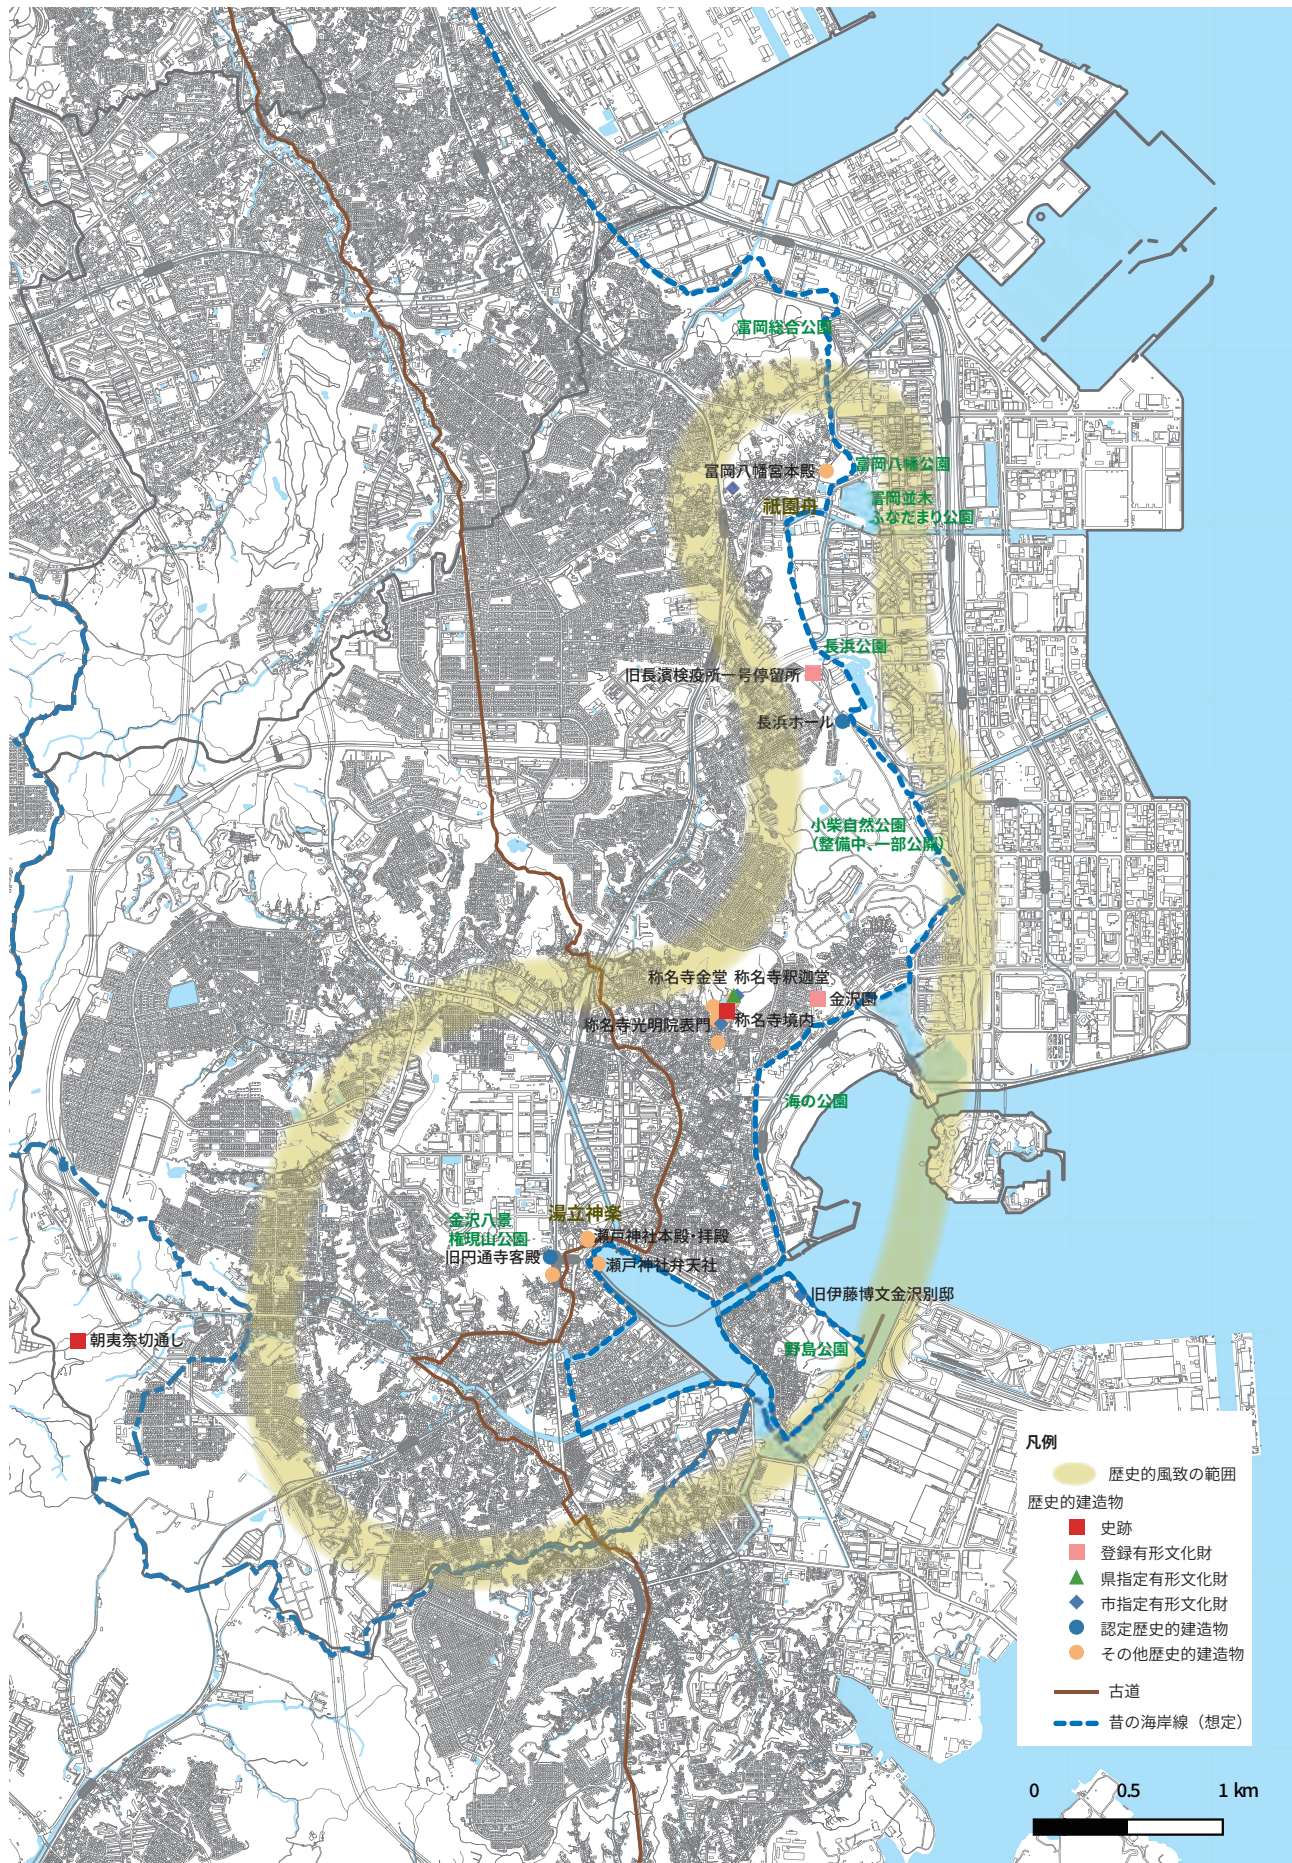 富岡総合公園
富岡八幡公園
富岡八幡宮本殿
富岡並木
ふなだまり公園
祇園舟
長浜公園
旧長濱検疫所一号停留所
長浜ホール
小柴自然公園
（整備中、一部公開）
称名寺金堂
称名寺釈迦堂
金沢園
称名寺境内
称名寺光明院表門
海の公園
湯立神楽
金沢八景
権現山公園
瀬戸神社本殿・拝殿
旧円通寺客殿
瀬戸神社弁天社
旧伊藤博文金沢別邸
朝夷奈切通し
野島公園
凡例
歴史的風致の範囲
歴史的建造物
史跡
登録有形文化財
県指定有形文化財
市指定有形文化財
認定歴史的建造物
その他歴史的建造物
古道
昔の海岸線（想定）
0 0.5 1 km